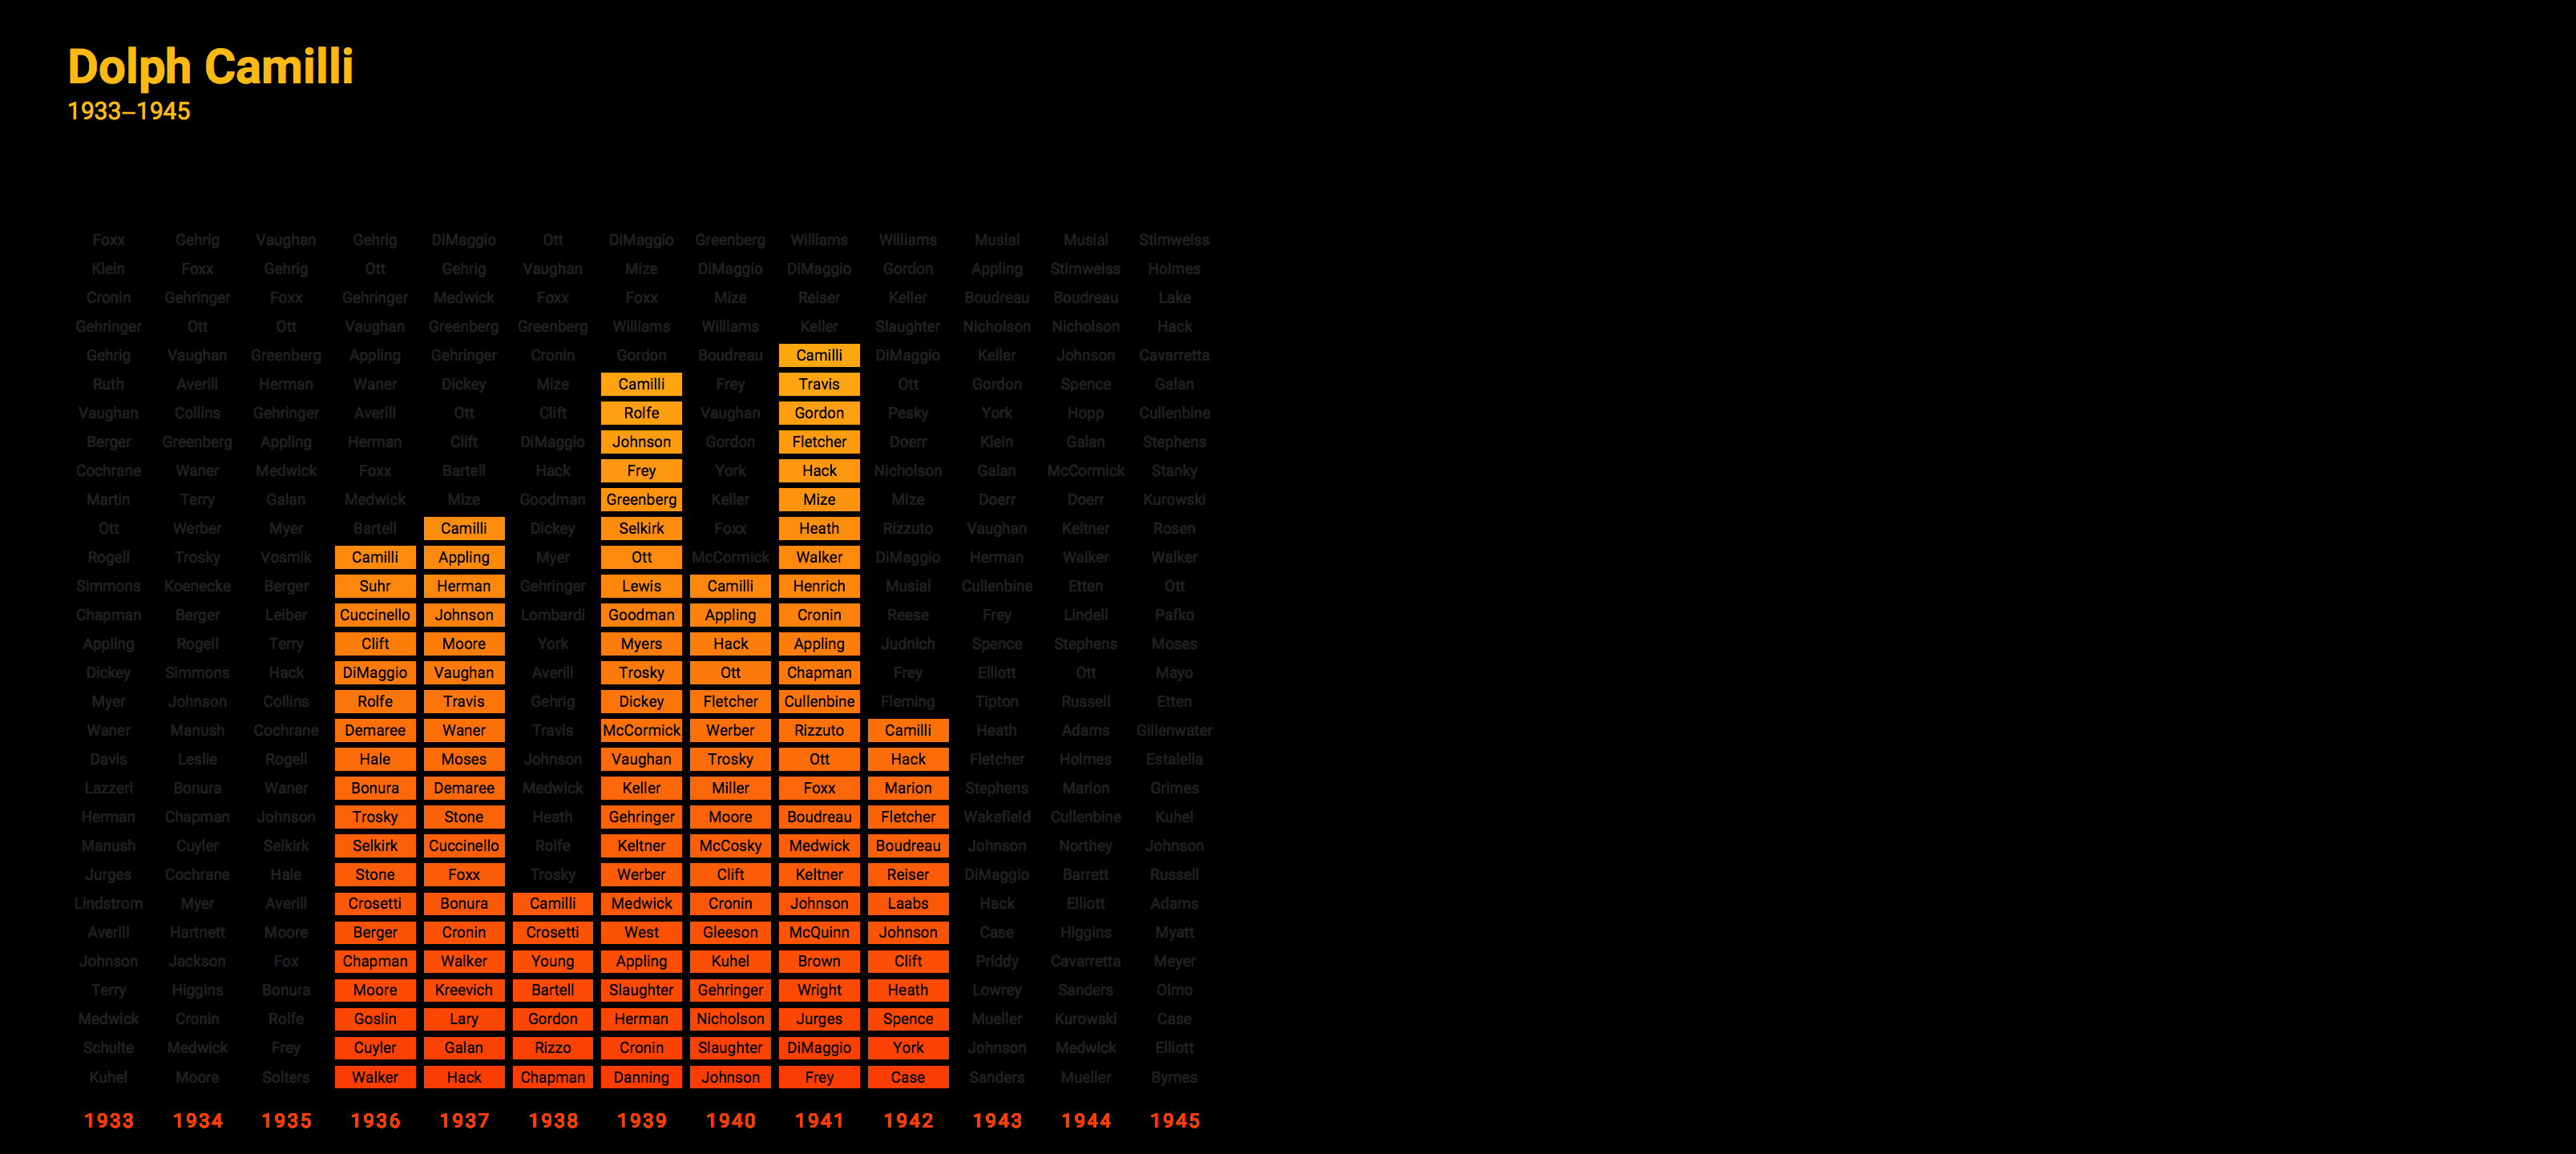 Dolph Camilli
1933–1945
Foxx Gehrig Vaughan Gehrig DiMaggio Ott DiMaggio Greenberg Williams Williams Musial Musial Stirnweiss
Klein Foxx Gehrig Ott Gehrig Vaughan Mize DiMaggio DiMaggio Gordon Appling Stirnweiss Holmes
Cronin Gehringer Foxx Gehringer Medwick Foxx Foxx Mize Reiser Keller Boudreau Boudreau Lake
Gehringer Ott Ott Vaughan Greenberg Greenberg Williams Williams Keller Slaughter Nicholson Nicholson Hack
Gehrig Vaughan Greenberg Appling Gehringer Cronin Gordon Boudreau Camilli DiMaggio Keller Johnson Cavarretta
Ruth Averill Herman Waner Dickey Mize Camilli Frey Travis Ott Gordon Spence Galan
Vaughan Collins Gehringer Averill Ott Clift Rolfe Vaughan Gordon Pesky York Hopp Cullenbine
Berger Greenberg Appling Herman Clift DiMaggio Johnson Gordon Fletcher Doerr Klein Galan Stephens
Cochrane Waner Medwick Foxx Bartell Hack Frey York Hack Nicholson Galan McCormick Stanky
Martin Terry Galan Medwick Mize Goodman Greenberg Keller Mize Mize Doerr Doerr Kurowski
Ott Werber Myer Bartell Camilli Dickey Selkirk Foxx Heath Rizzuto Vaughan Keltner Rosen
Rogell Trosky Vosmik Camilli Appling Myer Ott McCormick Walker DiMaggio Herman Walker Walker
Simmons Koenecke Berger Suhr Herman Gehringer Lewis Camilli Henrich Musial Cullenbine Etten Ott
Chapman Berger Leiber Cuccinello Johnson Lombardi Goodman Appling Cronin Reese Frey Lindell Pafko
Appling Rogell Terry Clift Moore York Myers Hack Appling Judnich Spence Stephens Moses
Dickey Simmons Hack DiMaggio Vaughan Averill Trosky Ott Chapman Frey Elliott Ott Mayo
Myer Johnson Collins Rolfe Travis Gehrig Dickey Fletcher Cullenbine Fleming Tipton Russell Etten
Waner Manush Cochrane Demaree Waner Travis McCormick Werber Rizzuto Camilli Heath Adams Gillenwater
Davis Leslie Rogell Hale Moses Johnson Vaughan Trosky Ott Hack Fletcher Holmes Estalella
Lazzeri Bonura Waner Bonura Demaree Medwick Keller Miller Foxx Marion Stephens Marion Grimes
Herman Chapman Johnson Trosky Stone Heath Gehringer Moore Boudreau Fletcher Wakefield Cullenbine Kuhel
Manush Cuyler Selkirk Selkirk Cuccinello Rolfe Keltner McCosky Medwick Boudreau Johnson Northey Johnson
Jurges Cochrane Hale Stone Foxx Trosky Werber Clift Keltner Reiser DiMaggio Barrett Russell
Lindstrom Myer Averill Crosetti Bonura Camilli Medwick Cronin Johnson Laabs Hack Elliott Adams
Averill Hartnett Moore Berger Cronin Crosetti West Gleeson McQuinn Johnson Case Higgins Myatt
Johnson Jackson Fox Chapman Walker Young Appling Kuhel Brown Clift Priddy Cavarretta Meyer
Terry Higgins Bonura Moore Kreevich Bartell Slaughter Gehringer Wright Heath Lowrey Sanders Olmo
Medwick Cronin Rolfe Goslin Lary Gordon Herman Nicholson Jurges Spence Mueller Kurowski Case
Schulte Medwick Frey Cuyler Galan Rizzo Cronin Slaughter DiMaggio York Johnson Medwick Elliott
Kuhel Moore Solters Walker Hack Chapman Danning Johnson Frey Case Sanders Mueller Byrnes
1933 1934 1935 1936 1937 1938 1939 1940 1941 1942 1943 1944 1945